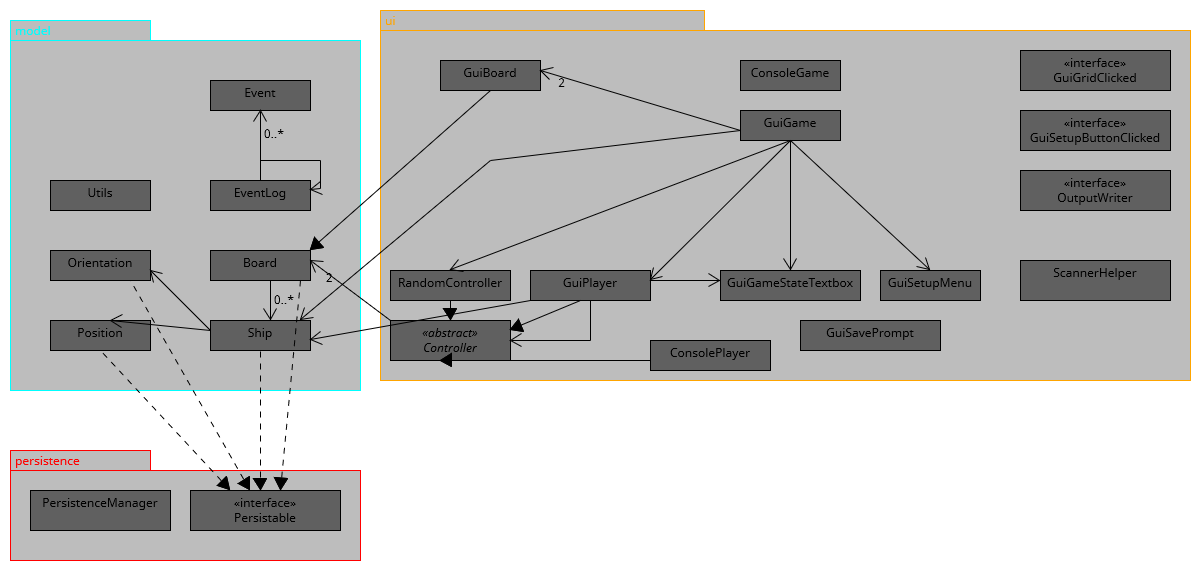 model
Event
0..*
Utils
EventLog
Orientation
Board
2
0..*
Position
Ship
ui
GuiBoard
2
ConsoleGame
«interface»
GuiGridClicked
GuiGame
«interface»
GuiSetupButtonClicked
«interface»
OutputWriter
RandomController
GuiPlayer
GuiGameStateTextbox
GuiSetupMenu
ScannerHelper
«abstract»
Controller
GuiSavePrompt
ConsolePlayer
persistence
PersistenceManager
«interface»
Persistable